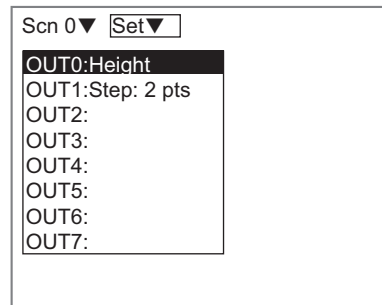 Scn 0▼ Set▼
OUT0:Height
OUT1:Step: 2 pts
OUT2:
OUT3:
OUT4:
OUT5:
OUT6:
OUT7: